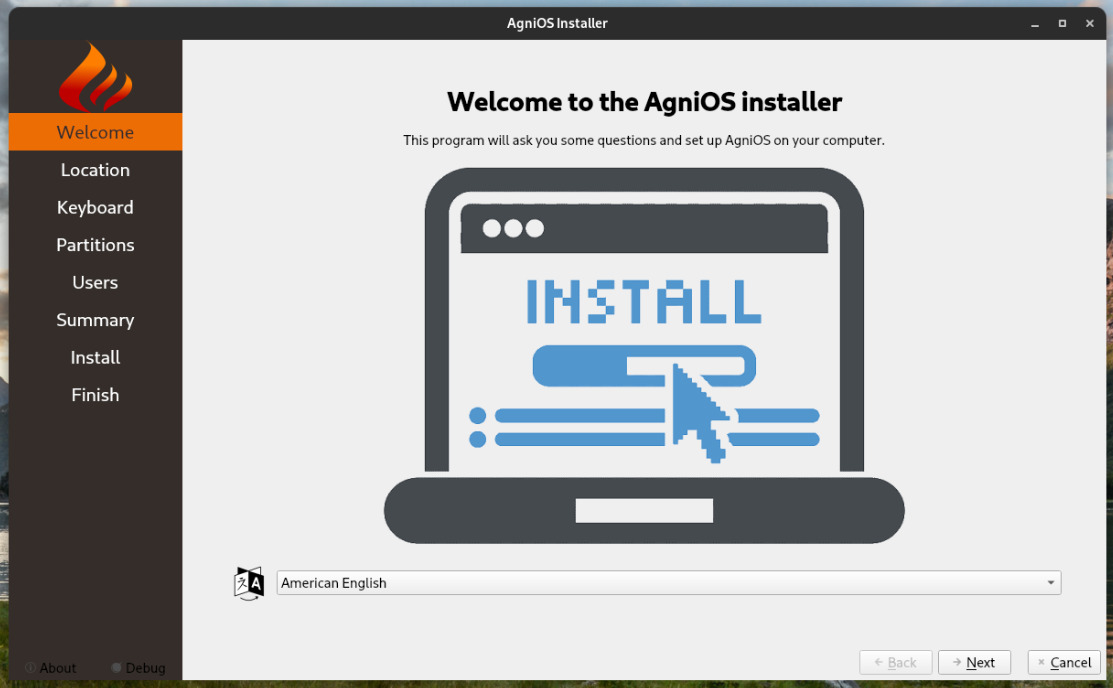 AgniOS Installer
Welcome
Location
Keyboard
Partitions
Users
Summary
Install
Finish
About
Debug
Welcome to the AgniOS installer
This program will ask you some questions and set up AgniOS on your computer.
INSTALL
文 A
American English
Back
Next
Cancel